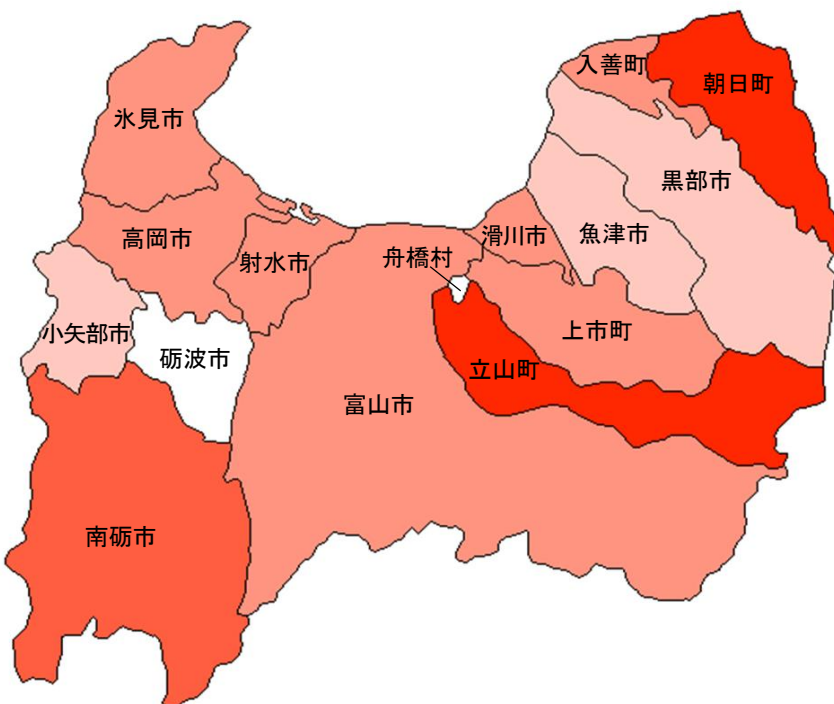 入善町
朝日町
氷見市
黒部市
高岡市
滑川市
魚津市
射水市
舟橋村
小矢部市
砺波市
上市町
立山町
富山市
南砺市